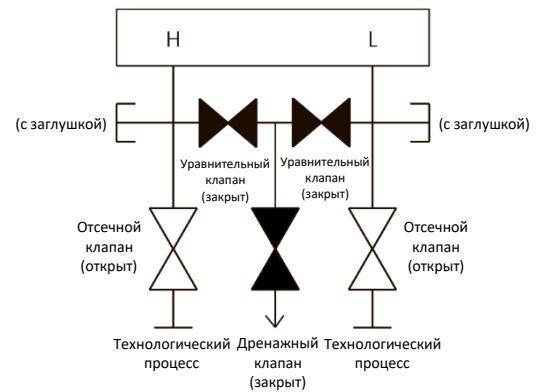 H
L
(с заглушкой)
(с заглушкой)
Уравнительный
клапан
(закрыт)
Уравнительный
клапан
(закрыт)
Отсечной
клапан
(открыт)
Отсечной
клапан
(открыт)
Технологический
процесс
Дренажный
клапан
(закрыт)
Технологический
процесс